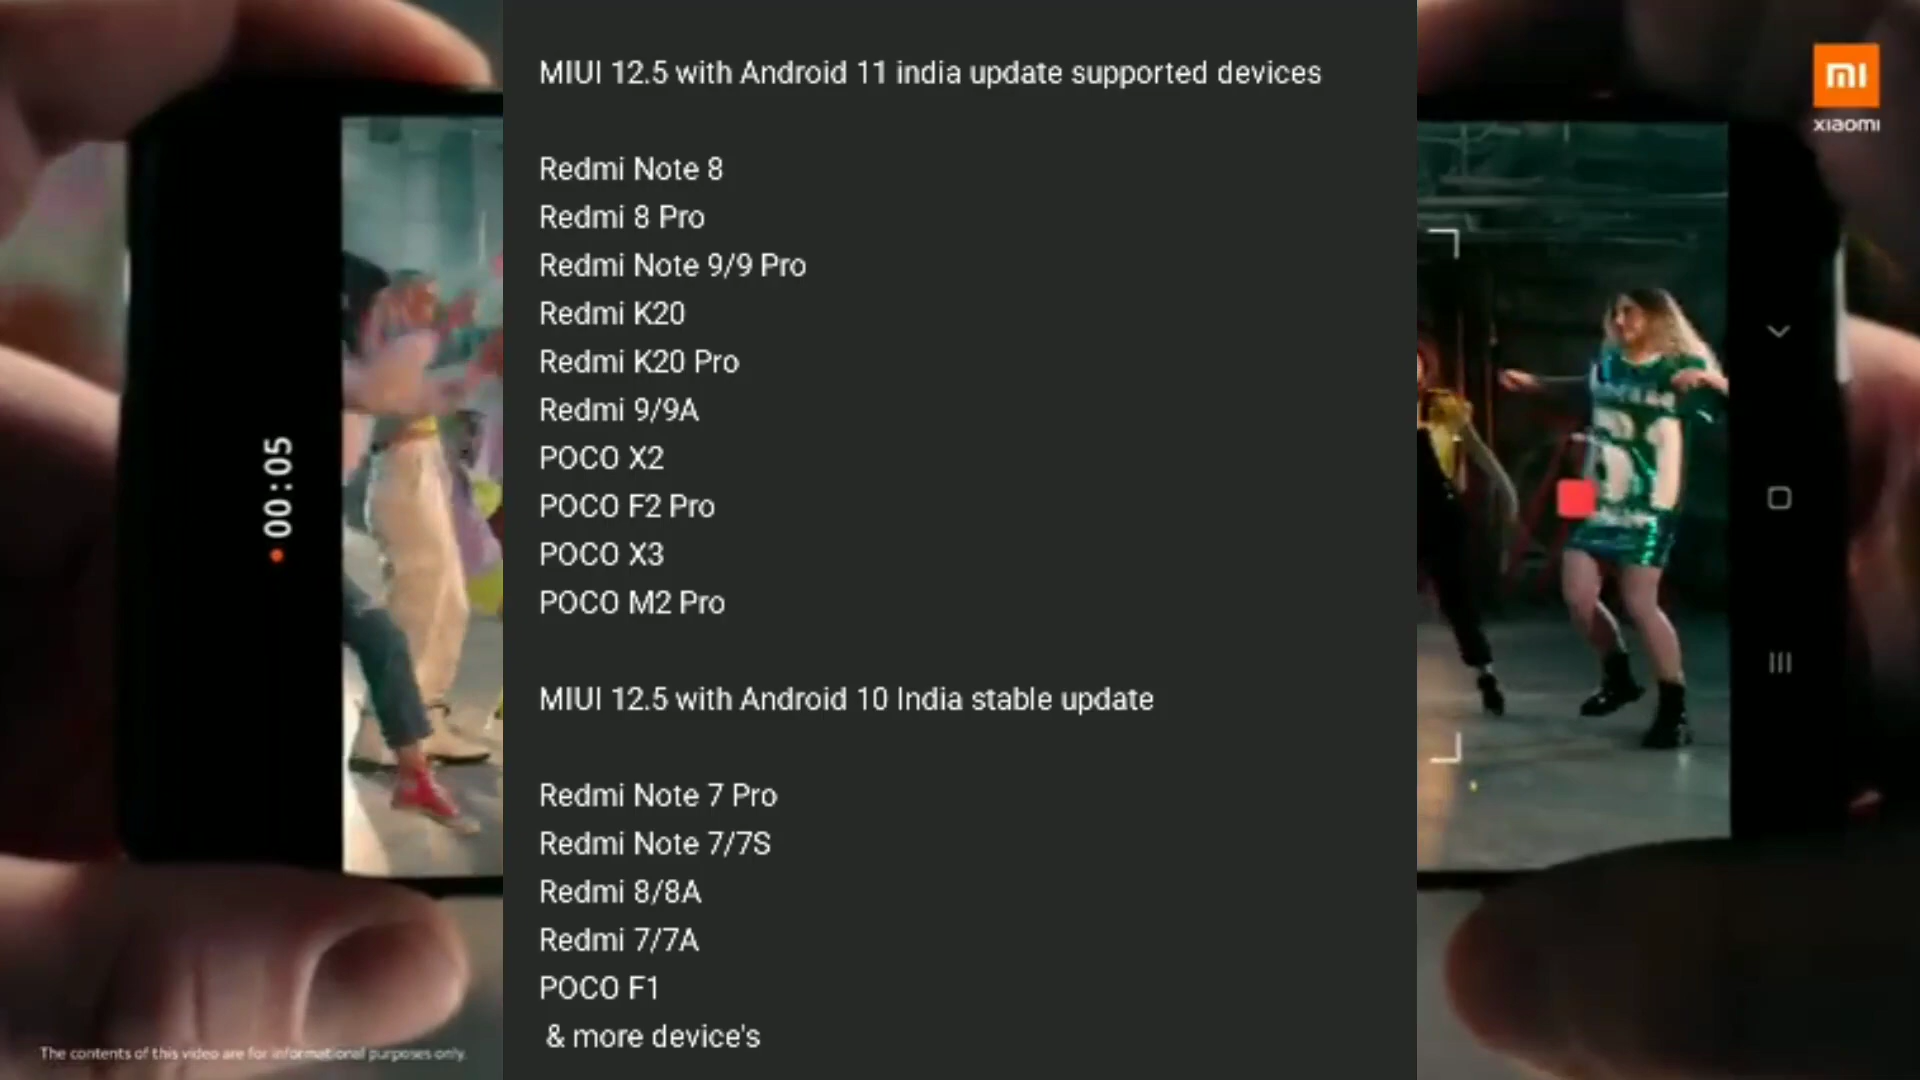 MIUI 12.5 with Android 11 india update supported devices
Redmi Note 8
Redmi 8 Pro
Redmi Note 9/9 Pro
Redmi K20
Redmi K20 Pro
Redmi 9/9A
POCO X2
POCO F2 Pro
POCO X3
POCO M2 Pro
MIUI 12.5 with Android 10 India stable update
Redmi Note 7 Pro
Redmi Note 7/7S
Redmi 8/8A
Redmi 7/7A
POCO F1
& more device's
00:05
mi
xiaomi
The contents of this video are for informational purposes only.